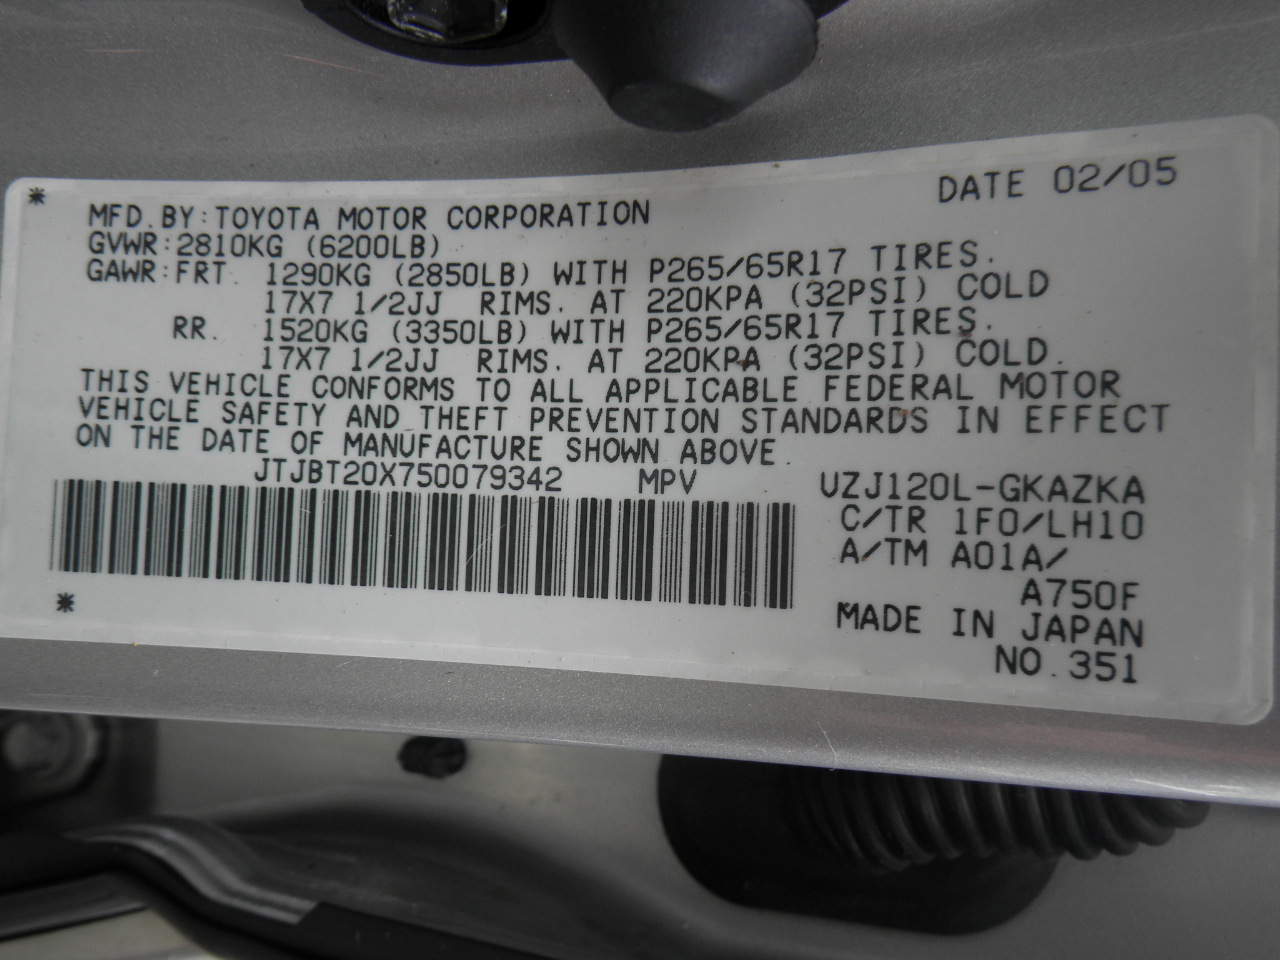 MFD.BY:TOYOTA MOTOR CORPORATION DATE 02/05
GVWR:2810KG (6200LB)
GAWR:FRT. 1290KG (2850LB) WITH P265/65R17 TIRES.
17X7 1/2JJ RIMS. AT 220KPA (32PSI) COLD
RR. 1520KG (3350LB) WITH P265/65R17 TIRES.
17X7 1/2JJ RIMS. AT 220KPA (32PSI) COLD.
THIS VEHICLE CONFORMS TO ALL APPLICABLE FEDERAL MOTOR
VEHICLE SAFETY AND THEFT PREVENTION STANDARDS IN EFFECT
ON THE DATE OF MANUFACTURE SHOWN ABOVE.
JTJBT20X750079342 MPV UZJ120L-GKAZKA
C/TR 1F0/LH10
A/TM A01A/
A750F
MADE IN JAPAN
NO.351